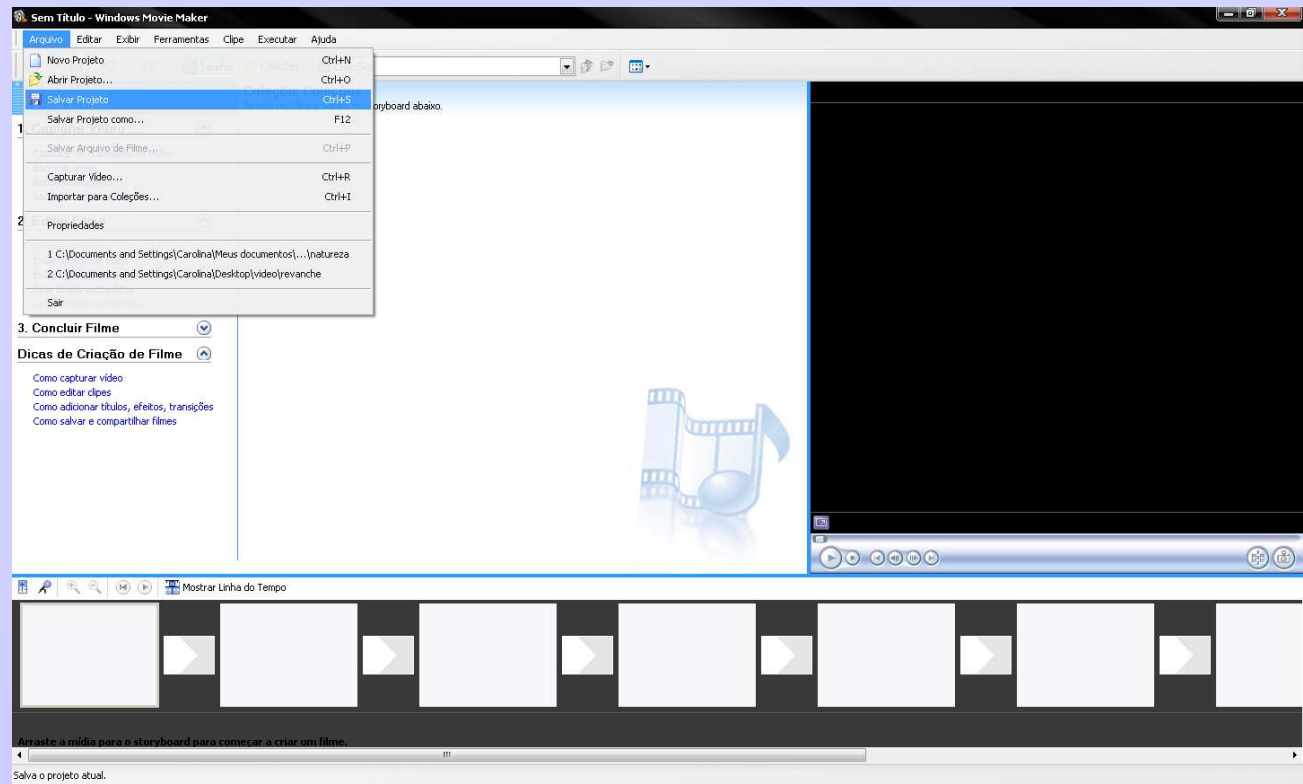 Sem Título - Windows Movie Maker
Arquivo Editar Exibir Ferramentas Clipe Executar Ajuda
Novo Projeto Ctrl+N
Abrir Projeto... Ctrl+O
Salvar Projeto Ctrl+S
Salvar Projeto como... F12
Salvar Arquivo de Filme... Ctrl+P
Capturar Vídeo... Ctrl+R
Importar para Coleções... Ctrl+I
Propriedades
1 C:\Documents and Settings\Carolina\Meus documentos\...\natureza
2 C:\Documents and Settings\Carolina\Desktop\video\revanche
Sair
oryboard abaixo.
3. Concluir Filme
Dicas de Criação de Filme
Como capturar vídeo
Como editar clipes
Como adicionar títulos, efeitos, transições
Como salvar e compartilhar filmes
Mostrar Linha do Tempo
Arraste a mídia para o storyboard para começar a criar um filme.
Salva o projeto atual.